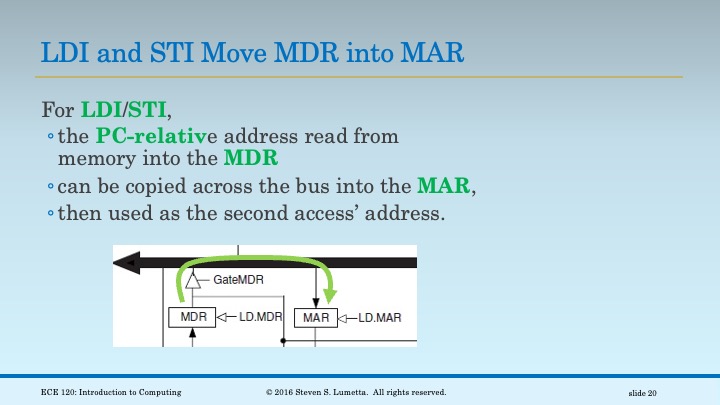 LDI and STI Move MDR into MAR
For LDI/STI,
◦the PC-relative address read from
memory into the MDR
◦can be copied across the bus into the MAR,
◦then used as the second access’ address.
GateMDR
MDR LD.MDR MAR LD.MAR
ECE 120: Introduction to Computing © 2016 Steven S. Lumetta. All rights reserved. slide 20